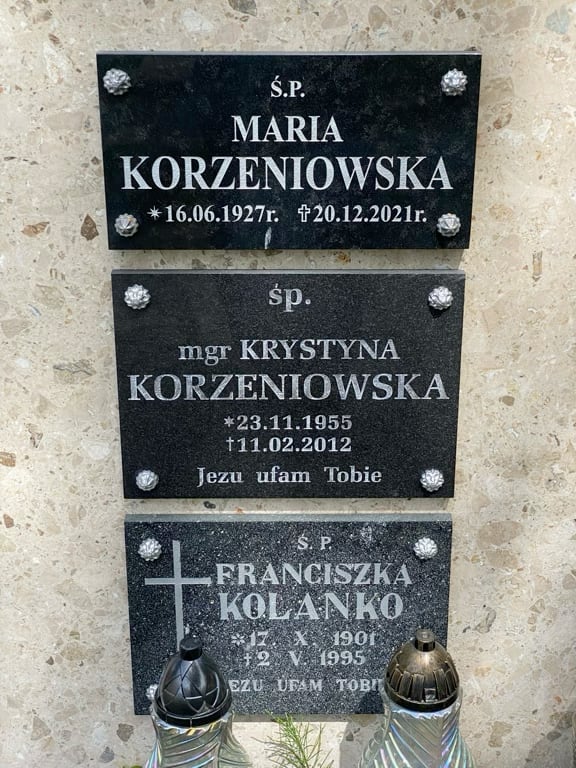 Ś.P.
MARIA
KORZENIOWSKA
*16.06.1927r. ✝20.12.2021r.
śp.
mgr KRYSTYNA
KORZENIOWSKA
*23.11.1955
†11.02.2012
Jezu ufam Tobie
Ś. P.
FRANCISZKA
KOLANKO
*17 X 1901
†2 V 1995
UFAM